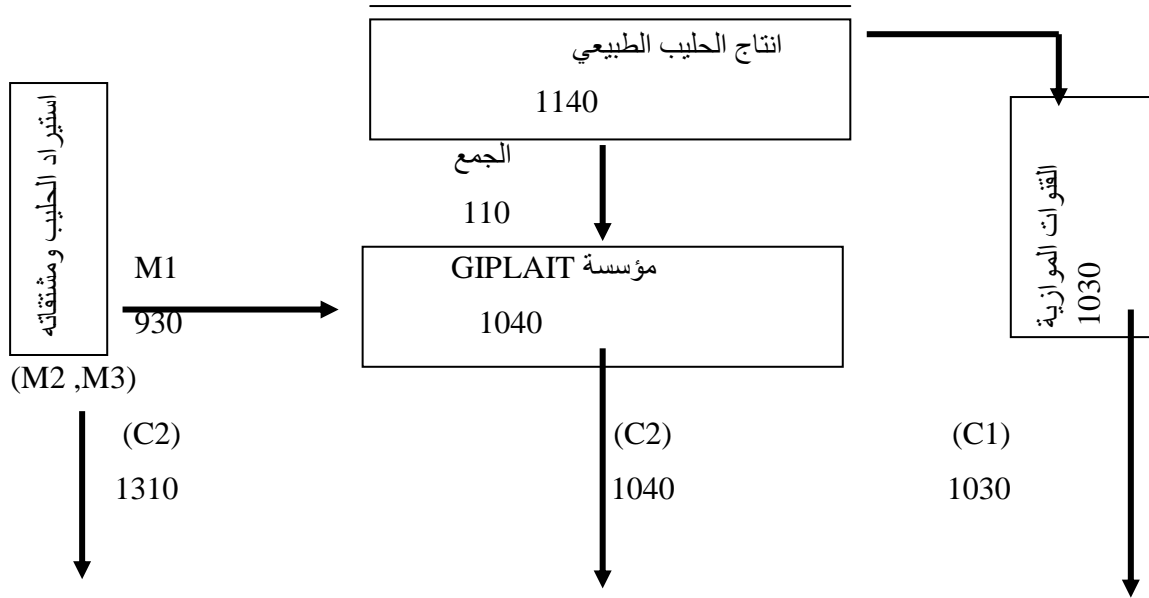 انتاج الحليب الطبيعي
1140
الجمع
110
استيراد الحليب ومشتقاته
M1
930
مؤسسة GIPLAIT
1040
القنوات الموازية
1030
(M2 ,M3)
(C2)
1310
(C2)
1040
(C1)
1030